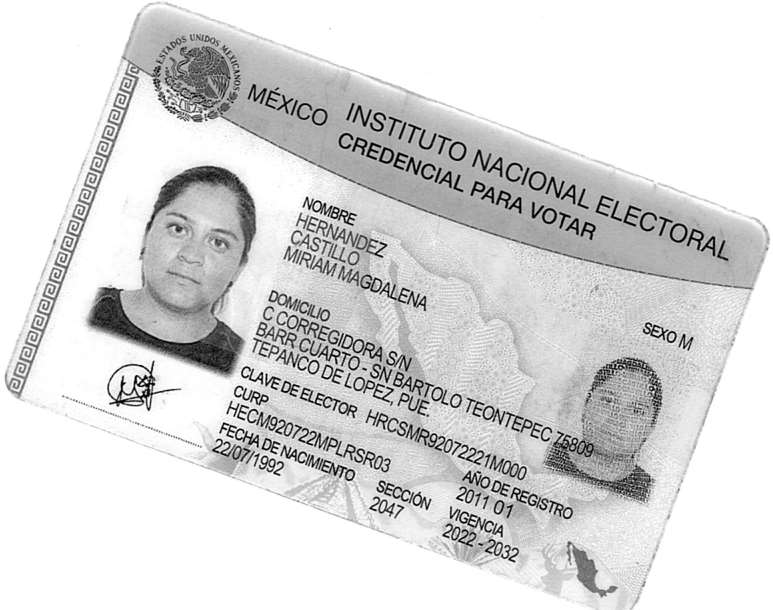 ESTADOS UNIDOS MEXICANOS
MÉXICO INSTITUTO NACIONAL ELECTORAL
CREDENCIAL PARA VOTAR
NOMBRE
HERNANDEZ
CASTILLO
MIRIAM MAGDALENA
SEXO M
DOMICILIO
C CORREGIDORA S/N
BARR CUARTO - SN BARTOLO TEONTEPEC 75809
TEPANCO DE LOPEZ, PUE.
CLAVE DE ELECTOR HRCSMR92072221M000
CURP
HECM920722MPLRSR03
AÑO DE REGISTRO
2011 01
FECHA DE NACIMIENTO
22/07/1992
SECCIÓN
2047
VIGENCIA
2022 - 2032